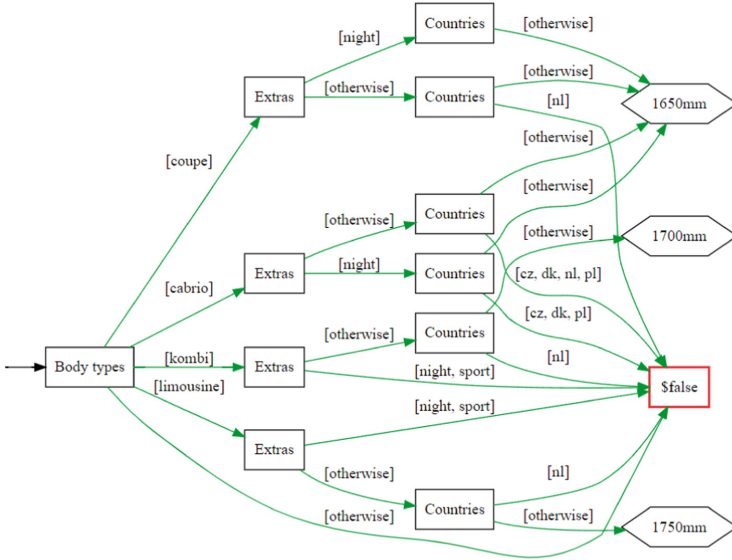 Countries
[night]
[otherwise]
[otherwise]
Extras
[otherwise]
Countries
1650mm
[nl]
[otherwise]
[coupe]
[otherwise]
Countries
[otherwise]
[otherwise]
1700mm
Extras
[night]
Countries
[cz, dk, nl, pl]
[cabrio]
[cz, dk, pl]
Countries
[otherwise]
[nl]
Body types
[kombi]
Extras
[night, sport]
$false
[limousine]
[night, sport]
Extras
[nl]
[otherwise]
Countries
[otherwise]
[otherwise]
1750mm